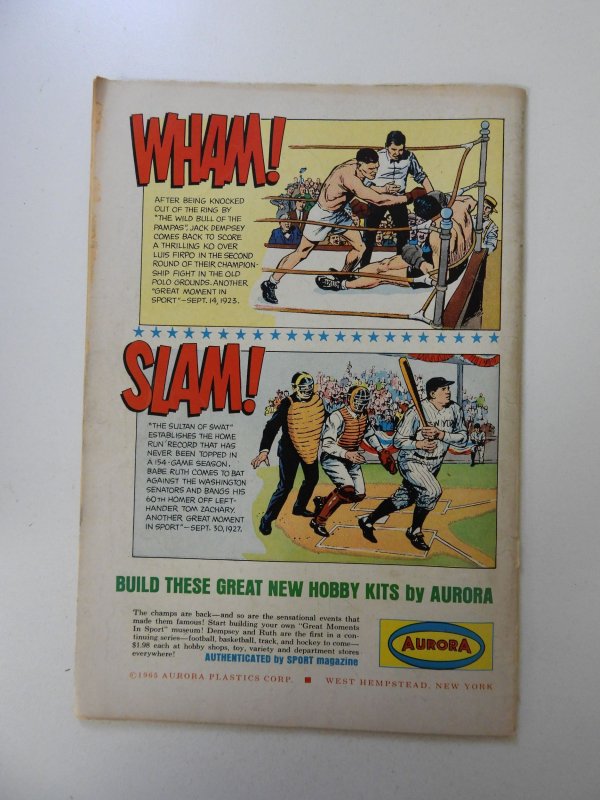 WHAM!
AFTER BEING KNOCKED
OUT OF THE RING BY
"THE WILD BULL OF THE
PAMPAS", JACK DEMPSEY
COMES BACK TO SCORE
A THRILLING KO OVER
LUIS FIRPO IN THE SECOND
ROUND OF THEIR CHAMPION-
SHIP FIGHT IN THE OLD
POLO GROUNDS. ANOTHER
"GREAT MOMENT IN
SPORT"—SEPT. 14, 1923.
SLAM!
"THE SULTAN OF SWAT"
ESTABLISHES THE HOME
RUN RECORD THAT HAS
NEVER BEEN TOPPED IN
A 154-GAME SEASON.
BABE RUTH COMES TO BAT
AGAINST THE WASHINGTON
SENATORS AND BANGS HIS
60TH HOMER OFF LEFT-
HANDER TOM ZACHARY.
ANOTHER GREAT MOMENT
IN SPORT"—SEPT. 30, 1927.
BUILD THESE GREAT NEW HOBBY KITS by AURORA
The champs are back—and so are the sensational events that
made them famous! Start building your own "Great Moments
In Sport" museum! Dempsey and Ruth are the first in a con-
tinuing series—football, basketball, track, and hockey to come—
$1.98 each at hobby shops, toy, variety and department stores
everywhere!
AUTHENTICATED by SPORT magazine
AURORA
©1965 AURORA PLASTICS CORP. ■ WEST HEMPSTEAD, NEW YORK